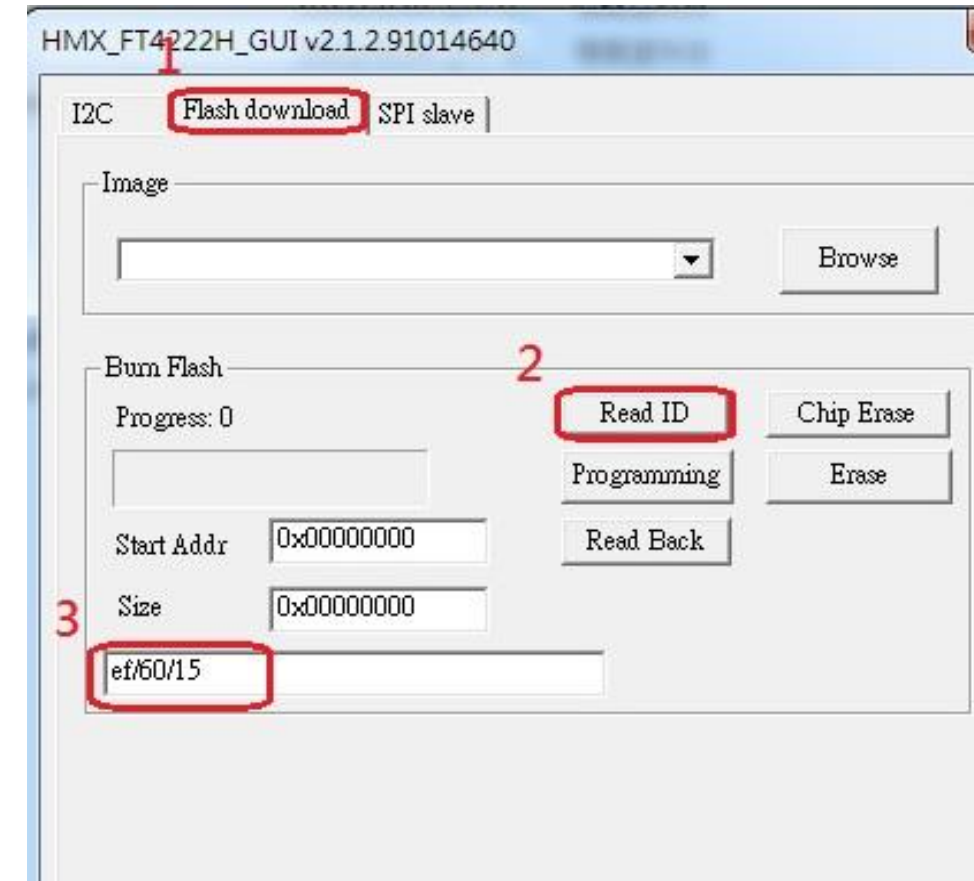 HMX_FT4222H_GUI v2.1.2.91014640
1
I2C Flash download SPI slave
Image
Browse
Burn Flash
2
Progress: 0
Read ID Chip Erase
Programming Erase
Start Addr 0x00000000 Read Back
Size 0x00000000
3
ef/60/15